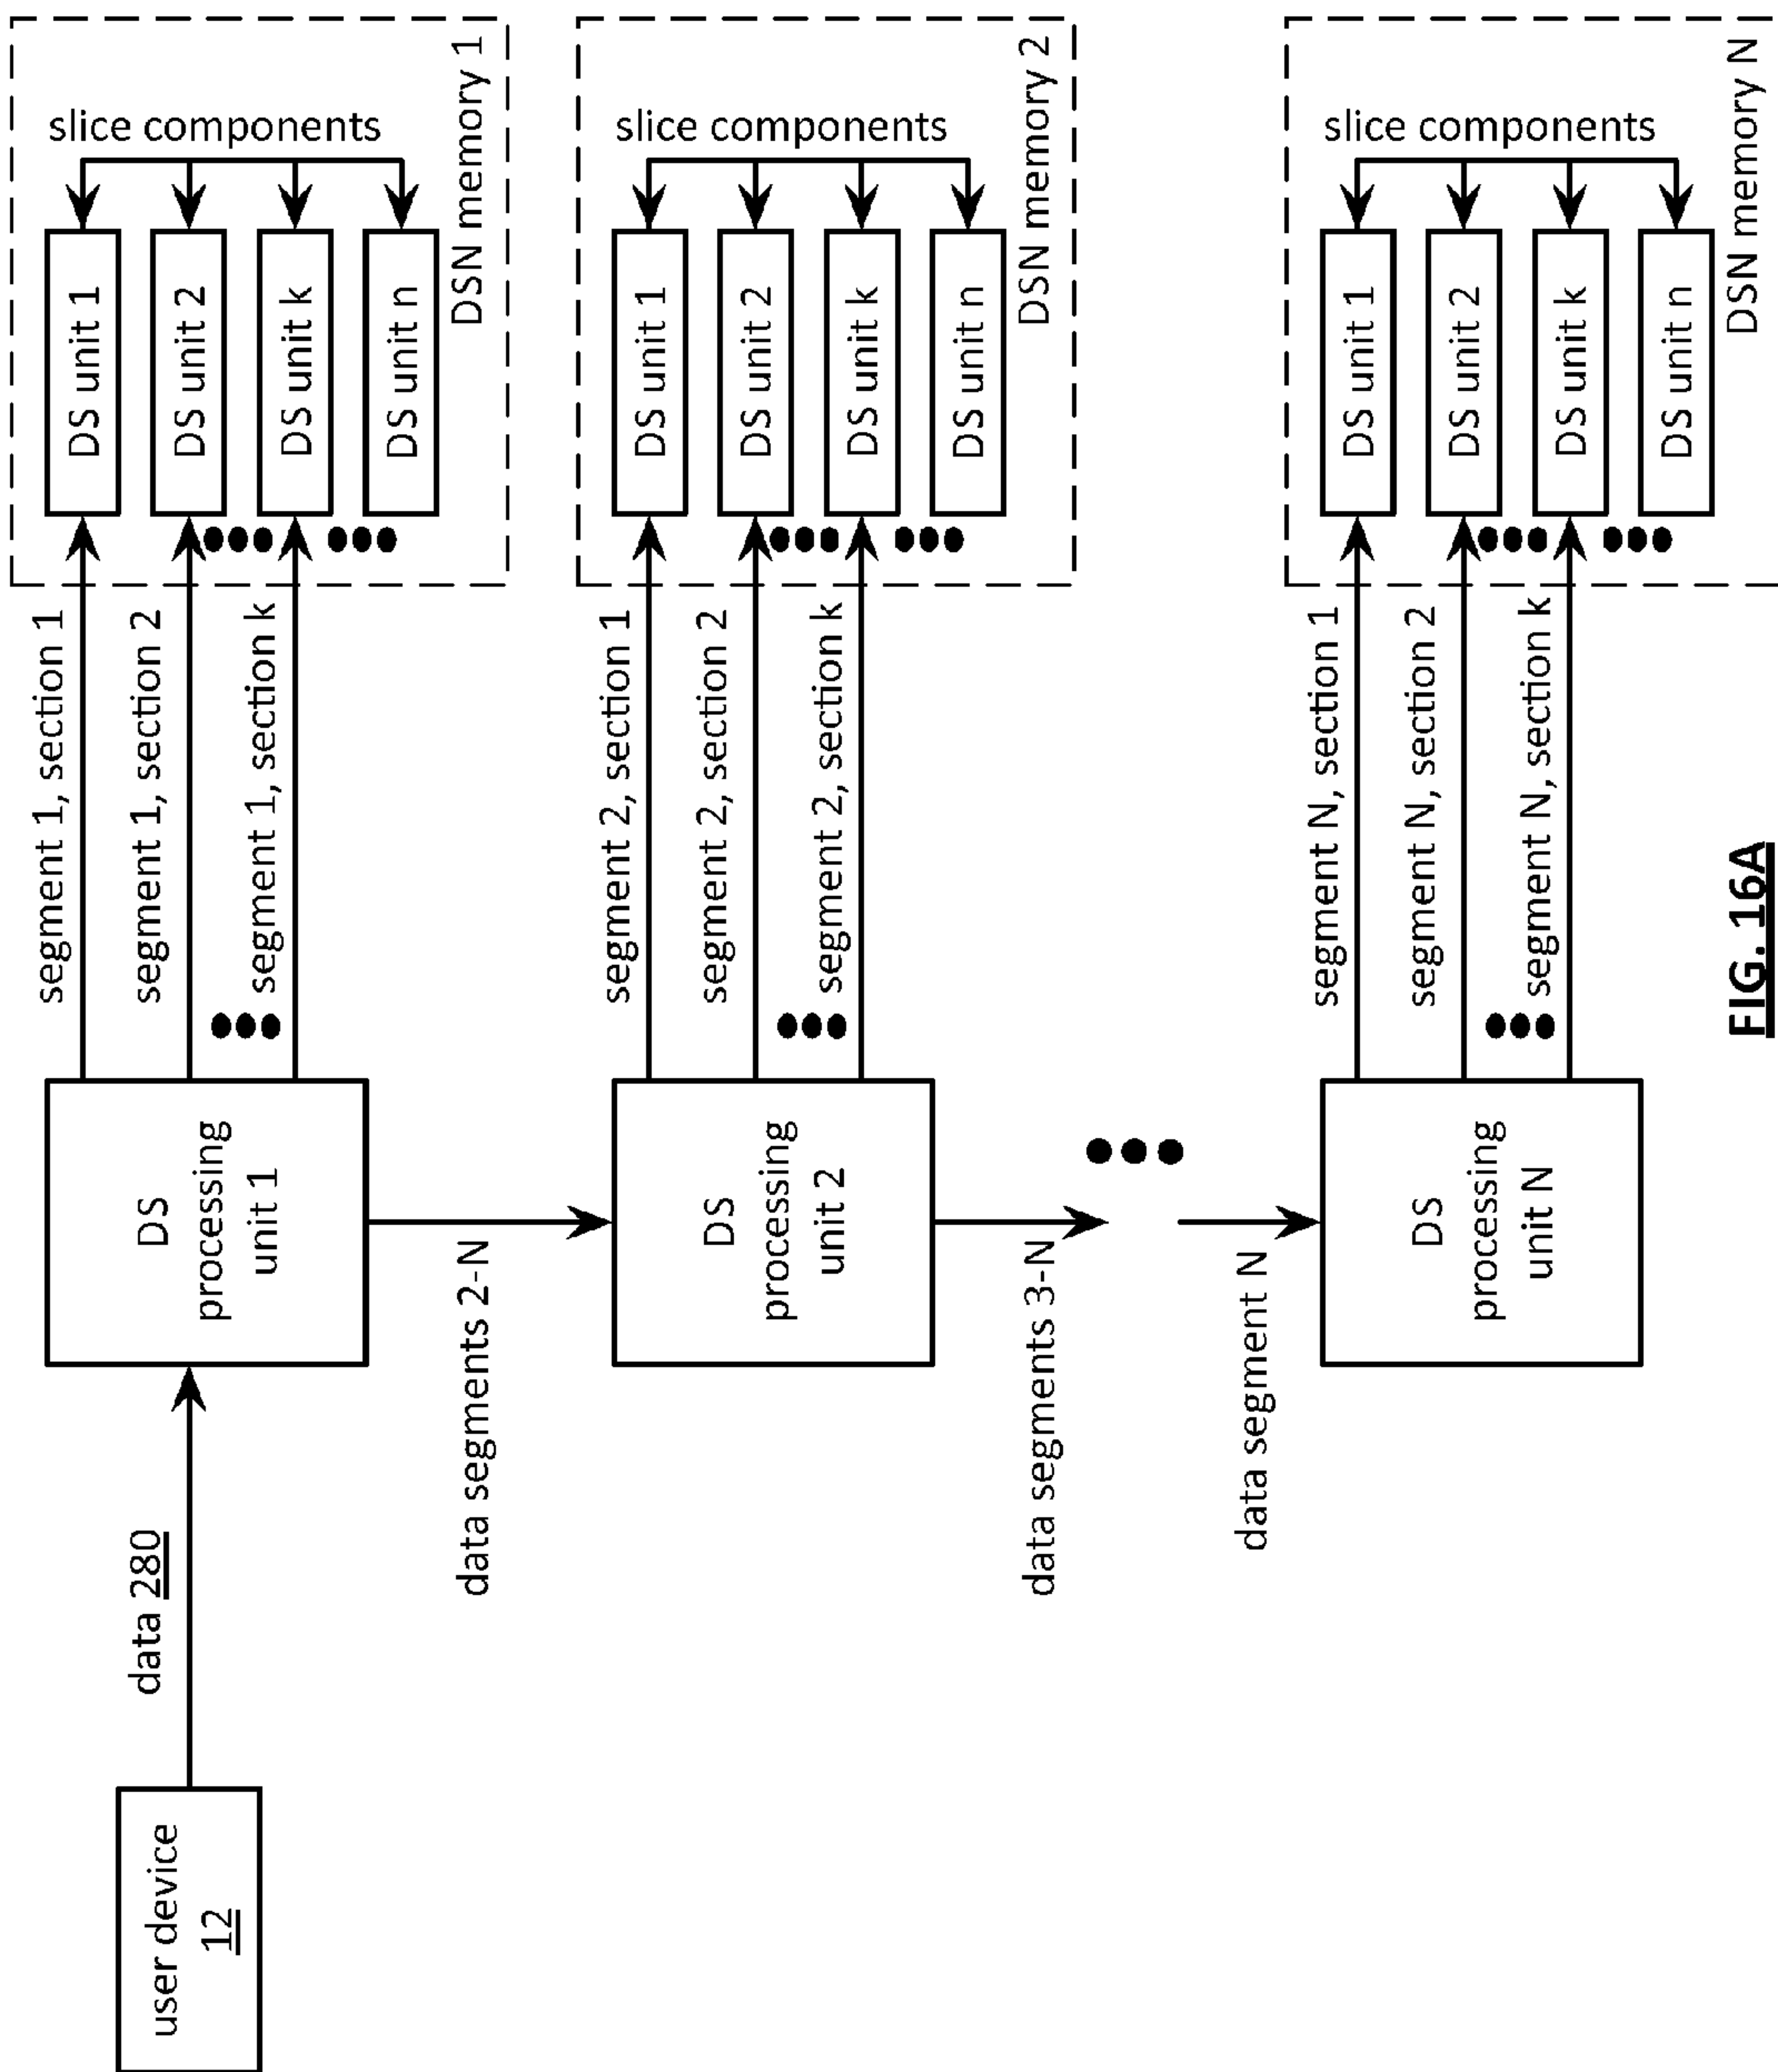 user device
12
data 280
DS
processing
unit 1
segment 1, section 1
segment 1, section 2
segment 1, section k
DS unit 1
DS unit 2
DS unit k
DS unit n
slice components
DSN memory 1
data segments 2-N
DS
processing
unit 2
segment 2, section 1
segment 2, section 2
segment 2, section k
DS unit 1
DS unit 2
DS unit k
DS unit n
slice components
DSN memory 2
data segments 3-N
data segment N
DS
processing
unit N
segment N, section 1
segment N, section 2
segment N, section k
DS unit 1
DS unit 2
DS unit k
DS unit n
slice components
DSN memory N
FIG. 16A